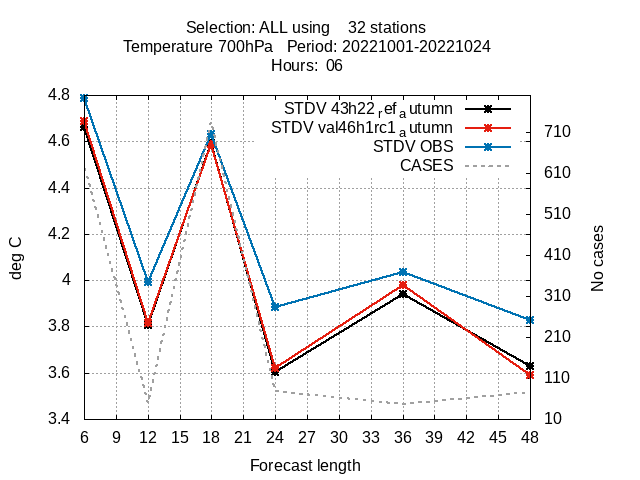 Selection: ALL using 32 stations
Temperature 700hPa Period: 20221001-20221024
Hours: 06
STDV 43h22ref autumn
STDV val46h1rc1autumn
STDV OBS
CASES
4.8
4.6
4.4
4.2
4
3.8
3.6
3.4
deg C
710
610
510
410
310
210
110
10
No cases
6 9 12 15 18 21 24 27 30 33 36 39 42 45 48
Forecast length